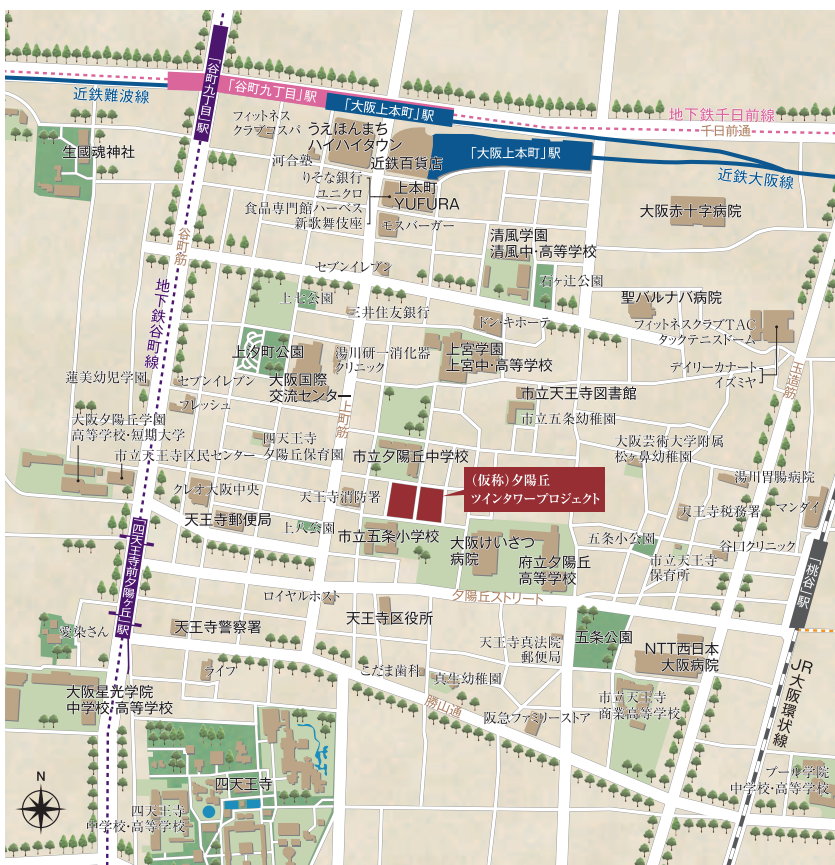 「谷町九丁目」駅
近鉄難波線
「谷町九丁目」駅
「大阪上本町」駅
地下鉄千日前線
千日前通
フィットネス
クラブコスパ
うえほんまち
ハイハイタウン
生國魂神社
河合塾
近鉄百貨店
「大阪上本町」駅
近鉄大阪線
りそな銀行
ユニクロ
食品専門館ハーベス
新歌舞伎座
上本町
YUFURA
モスバーガー
大阪赤十字病院
谷町筋
清風学園
清風中・高等学校
セブンイレブン
石ヶ辻公園
地下鉄谷町線
上七公園
三井住友銀行
ドン・キホーテ
聖バルナバ病院
フィットネスクラブTAC
タックテニスドーム
上汐町公園
湯川研一消化器
クリニック
上宮学園
上宮中・高等学校
デイリーカナート
イズミヤ
玉造筋
蓮美幼児学園
セブンイレブン
大阪国際
交流センター
市立天王寺図書館
フレッシュ
上町筋
大阪夕陽丘学園
高等学校・短期大学
市立五条幼稚園
四天王寺
夕陽丘保育園
大阪芸術大学附属
松ヶ鼻幼稚園
市立天王寺区民センター
市立夕陽丘中学校
(仮称)夕陽丘
ツインタワープロジェクト
湯川胃腸病院
クレオ大阪中央
天王寺消防署
マンダイ
天王寺郵便局
天王寺税務署
上八公園
市立五条小学校
大阪けいさつ
病院
五条小公園
谷口クリニック
「四天王寺前夕陽ヶ丘」駅
府立夕陽丘
高等学校
市立天王寺
保育所
「桃谷」駅
ロイヤルホスト
夕陽丘ストリート
天王寺区役所
愛染さん
天王寺警察署
天王寺真法院
郵便局
五条公園
NTT西日本
大阪病院
ライフ
こだま歯科
真生幼稚園
JR大阪環状線
大阪星光学院
中学校・高等学校
勝山通
阪急ファミリーストア
市立天王寺
商業高等学校
N
四天王寺
プール学院
中学校・高等学校
四天王寺
中学校・高等学校